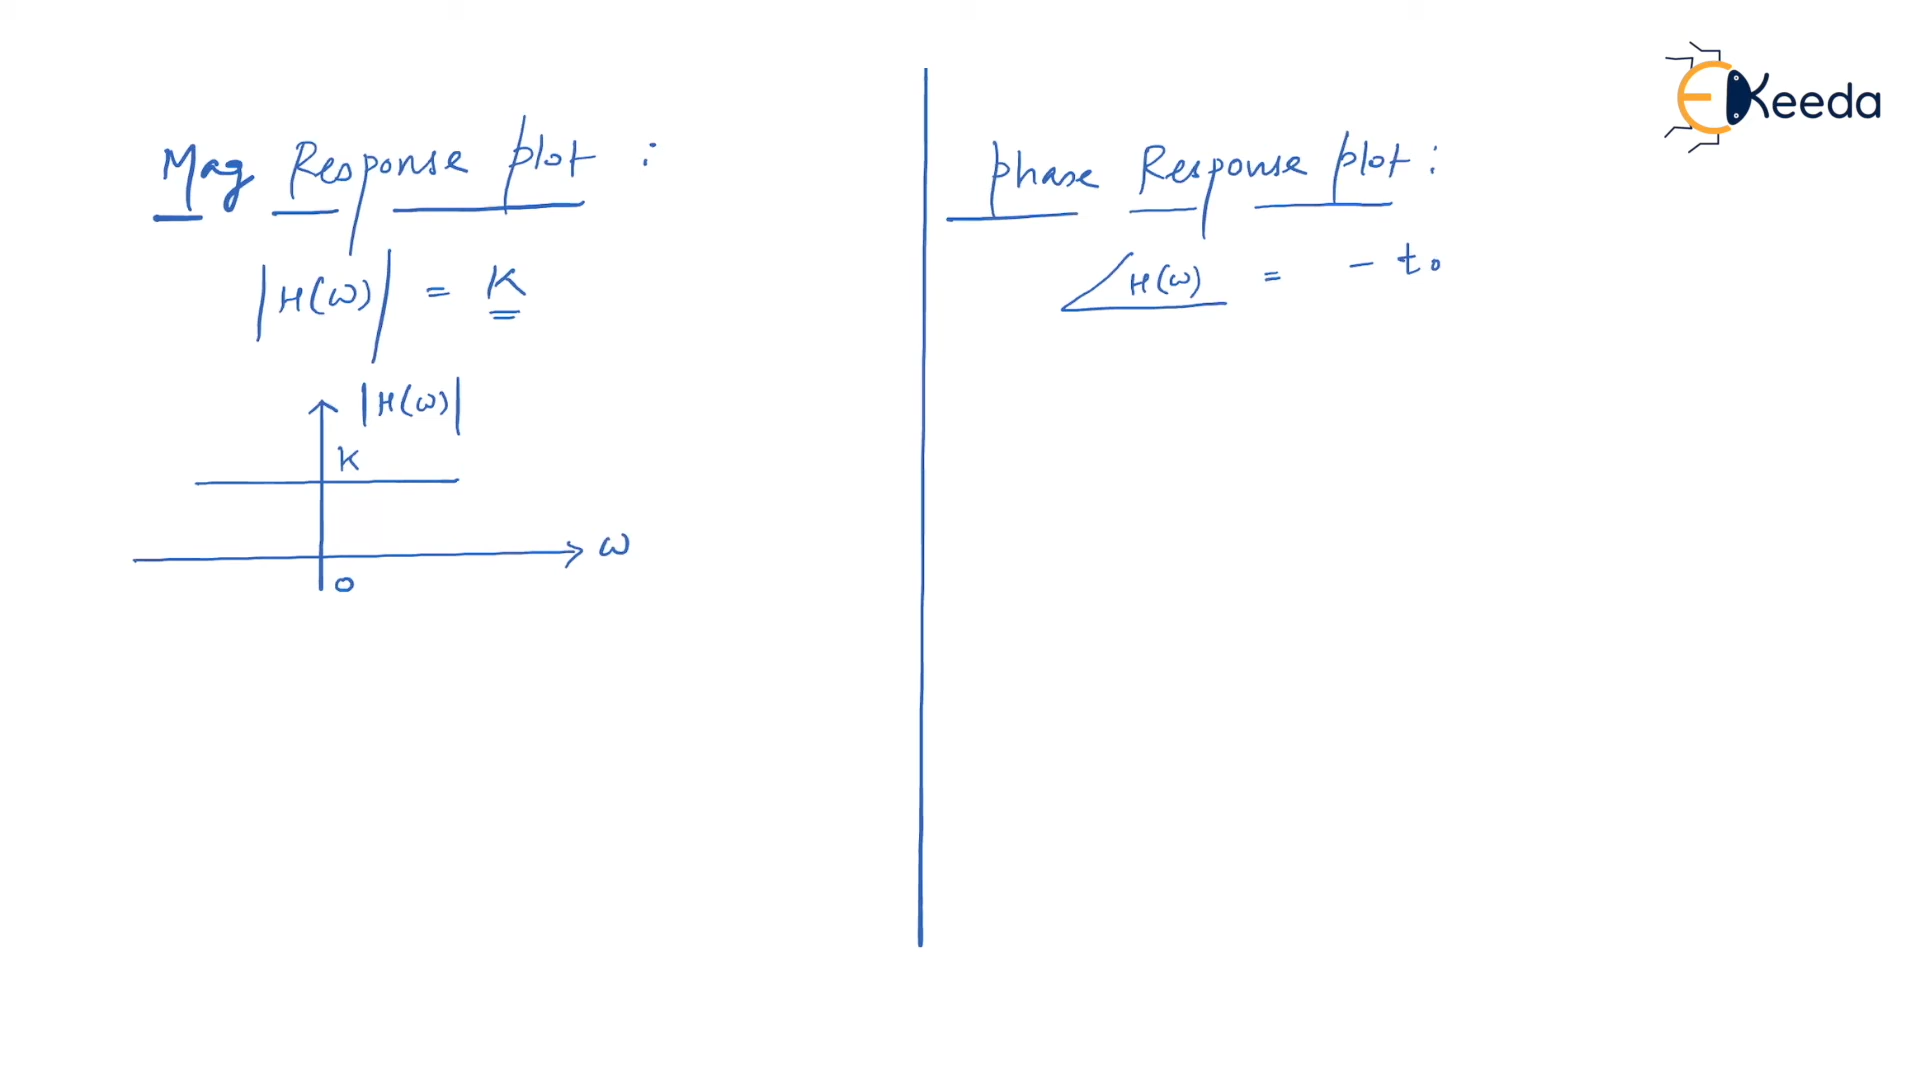 Mag Response plot :
|H(ω)| = K
|H(ω)|
K
ω
0
phase Response plot :
∠H(ω) = - t₀
EKeeda